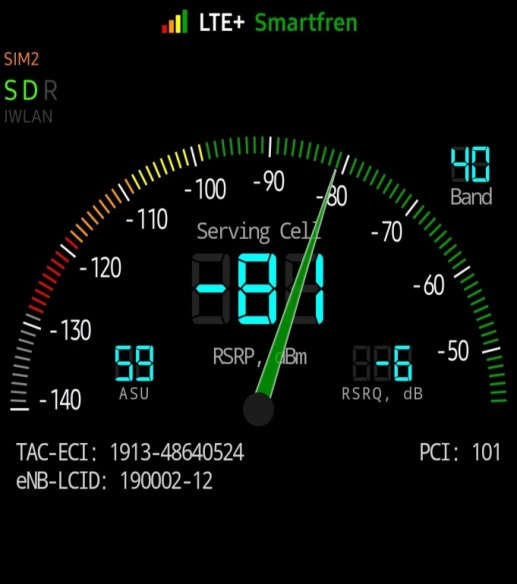 LTE+ Smartfren
SIM2
S D R
IWLAN
40
Band
-140
-130
-120
-110
-100
-90
-80
-70
-60
-50
Serving Cell
-81
RSRP, dBm
59
ASU
-6
RSRQ, dB
TAC-ECI: 1913-48640524
PCI: 101
eNB-LCID: 190002-12